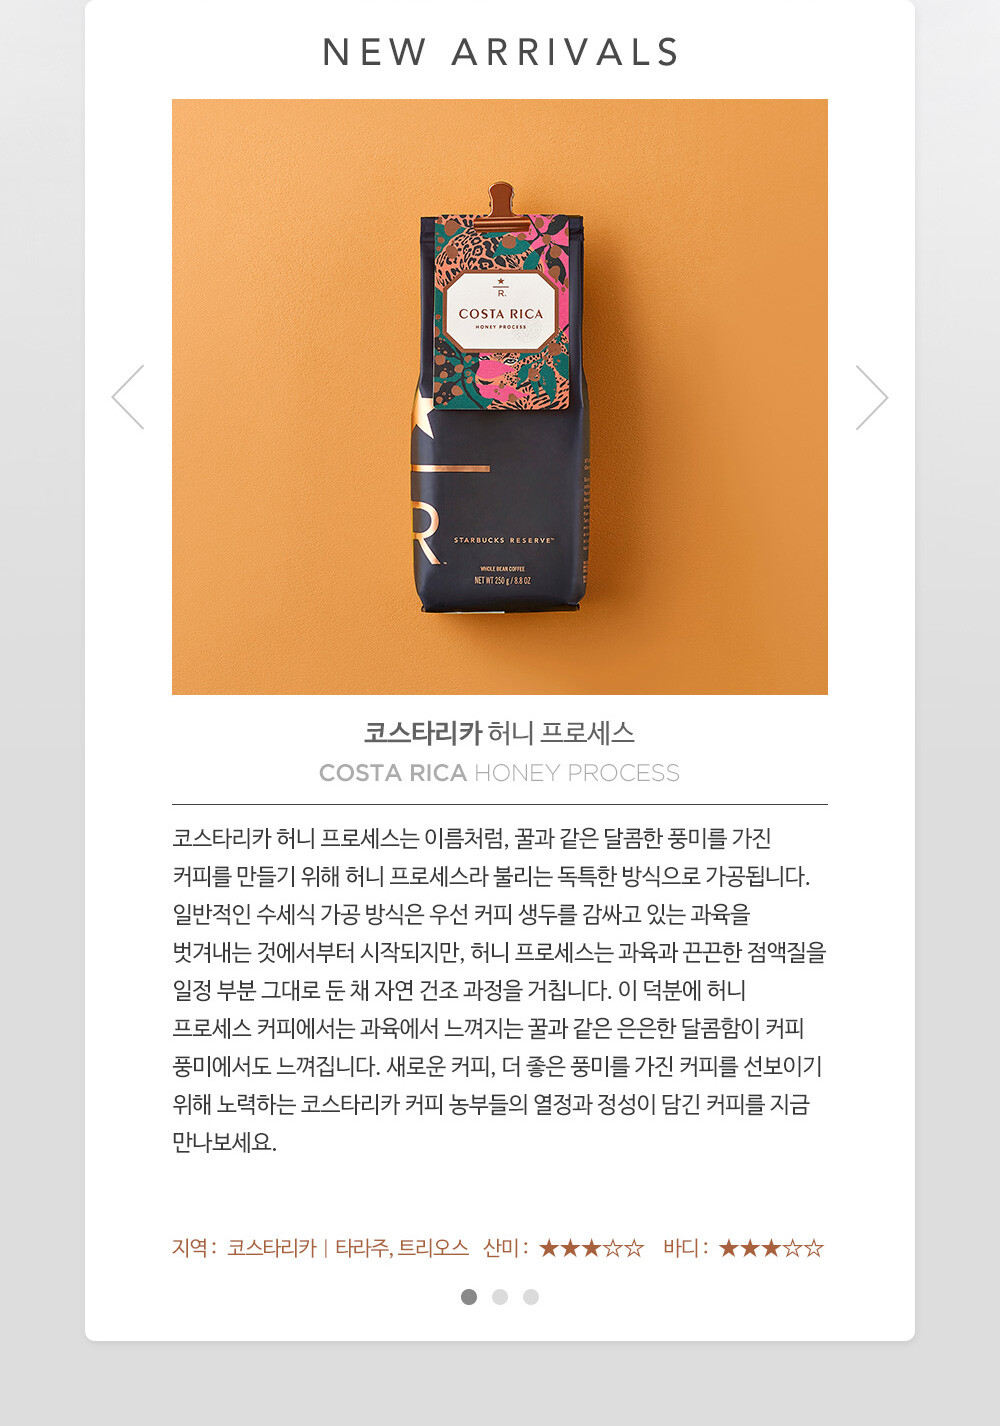 NEW ARRIVALS
R.
COSTA RICA
HONEY PROCESS
R
STARBUCKS RESERVE™
WHOLE BEAN COFFEE
NET WT 250 g / 8.8 OZ
코스타리카 허니 프로세스
COSTA RICA HONEY PROCESS
코스타리카 허니 프로세스는 이름처럼, 꿀과 같은 달콤한 풍미를 가진
커피를 만들기 위해 허니 프로세스라 불리는 독특한 방식으로 가공됩니다.
일반적인 수세식 가공 방식은 우선 커피 생두를 감싸고 있는 과육을
벗겨내는 것에서부터 시작되지만, 허니 프로세스는 과육과 끈끈한 점액질을
일정 부분 그대로 둔 채 자연 건조 과정을 거칩니다. 이 덕분에 허니
프로세스 커피에서는 과육에서 느껴지는 꿀과 같은 은은한 달콤함이 커피
풍미에서도 느껴집니다. 새로운 커피, 더 좋은 풍미를 가진 커피를 선보이기
위해 노력하는 코스타리카 커피 농부들의 열정과 정성이 담긴 커피를 지금
만나보세요.
지역 : 코스타리카 | 타라주, 트리오스 산미 : ★★★☆☆ 바디 : ★★★☆☆